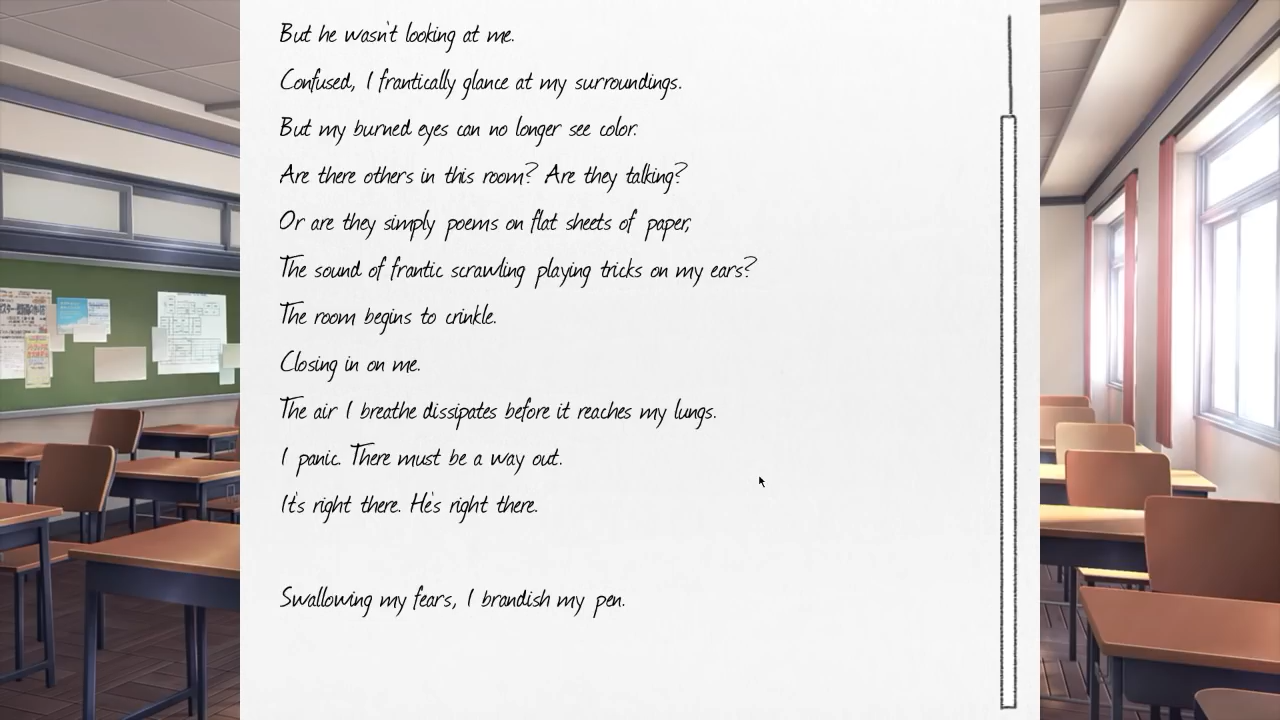 But he wasn't looking at me.
Confused, I frantically glance at my surroundings.
But my burned eyes can no longer see color.
Are there others in this room? Are they talking?
Or are they simply poems on flat sheets of paper,
The sound of frantic scrawling playing tricks on my ears?
The room begins to crinkle.
Closing in on me.
The air I breathe dissipates before it reaches my lungs.
I panic. There must be a way out.
It's right there. He's right there.
Swallowing my fears, I brandish my pen.